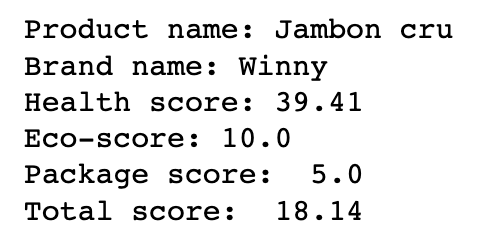 Product name: Jambon cru
Brand name: Winny
Health score: 39.41
Eco-score: 10.0
Package score:  5.0
Total score:  18.14